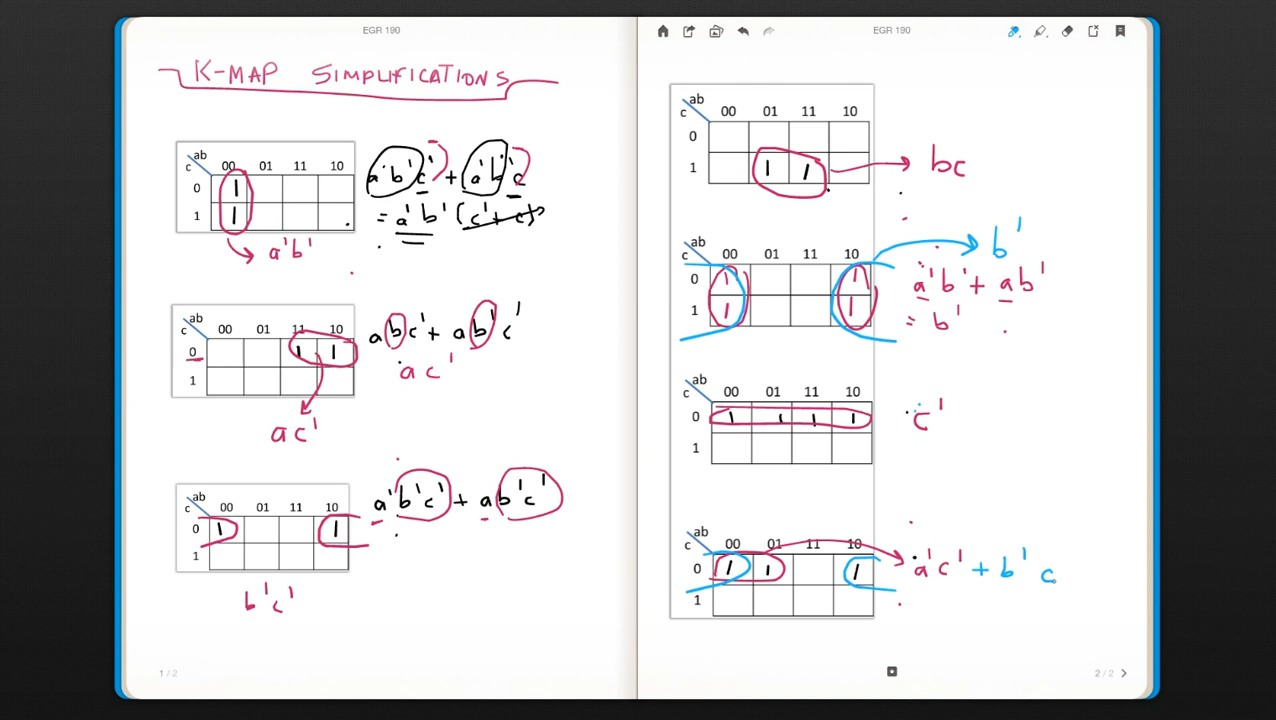 EGR 190
K-MAP SIMPLIFICATIONS
ab
c 00 01 11 10
0 1
1 1
a'b'c' + a'b'c
= a'b' (c' + c)
a'b'
ab
c 00 01 11 10
0 1 1
1
abc' + ab'c'
ac'
ac'
ab
c 00 01 11 10
0 1 1
1
a'b'c' + ab'c'
b'c'
1 / 2
EGR 190
ab
c 00 01 11 10
0
1 1 1
bc
ab
c 00 01 11 10
0 1 1
1 1 1
b'
a'b' + ab'
= b'
ab
c 00 01 11 10
0 1 1 1 1
1
c'
ab
c 00 01 11 10
0 1 1 1
1
a'c' + b'c
2 / 2